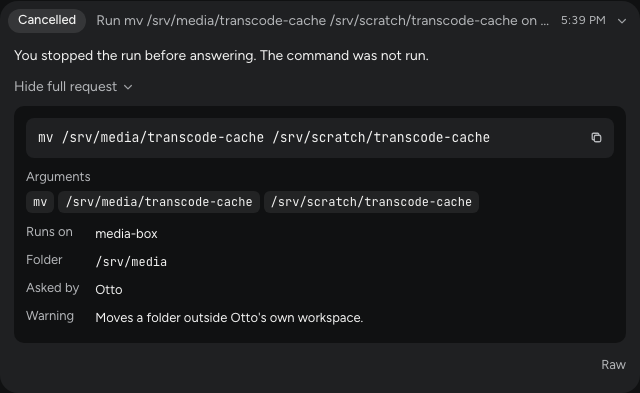 Cancelled Run mv /srv/media/transcode-cache /srv/scratch/transcode-cache on ... 5:39 PM
You stopped the run before answering. The command was not run.
Hide full request
mv /srv/media/transcode-cache /srv/scratch/transcode-cache
Arguments
mv /srv/media/transcode-cache /srv/scratch/transcode-cache
Runs on media-box
Folder /srv/media
Asked by Otto
Warning Moves a folder outside Otto's own workspace.
Raw